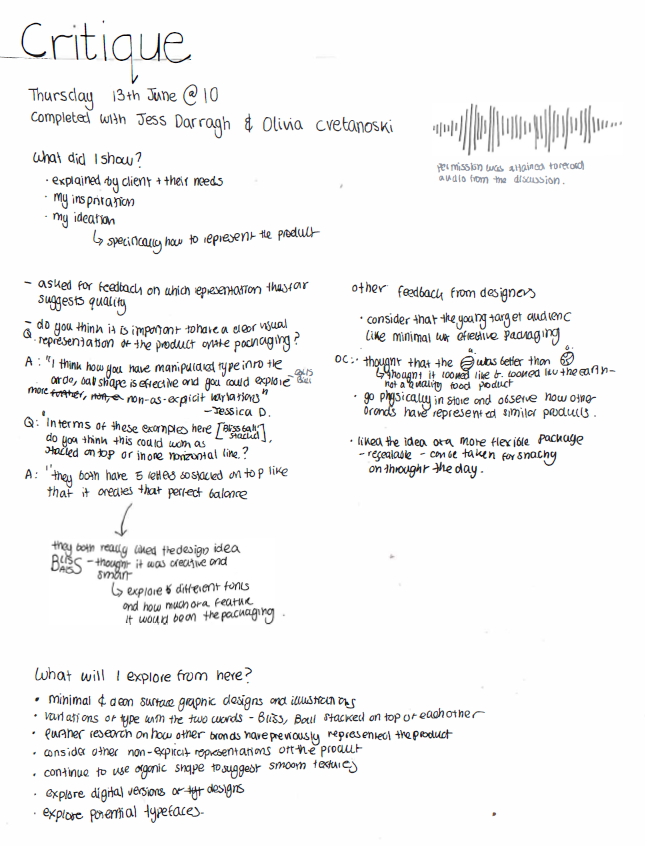 Critique
Thursday 13th June @ 10
Completed with Jess Darragh & Olivia Cvetanoski
permission was attained to record
audio from the discussion.
What did I show?
· explained by client + their needs
· My inspriration
· my ideation
↳ specifically how to represent the product
- asked for feedback on which representation thusfar
suggests quality
- do you think it is important to have a clear visual
Q. representation of the product on the packaging?
A: "I think how you have manipulated type into the
ball shape is effective and you could explore
more further, non-as-expicit variations"
- Jessica D.
Q: "In terms of these examples here [Bliss Ball stacked],
do you think this could work as
stacked on top or in one horizontal line?
A: "they both have 5 letters so stacked on top like
that it creates that perfect balance
they both really liked the design idea
BLISS BALLS - thought it was creative and
smart
↳ explore different fonts
and how much of a feature
it would be on the packaging.
other feedback from designers
· consider that the young target audience
like minimal but effective packaging
OC: · thought that the a. was better than b.
↳ thought it looked like b. looked like the earth -
not a quality food product
· go physically in store and observe how other
brands have represented similar products.
· liked the idea of a more flexible package
- resealable - can be taken for snacking
on throught the day.
What will I explore from here?
• minimal & clean surface graphic designs and illustrations
• variations of type with the two words - Bliss, Ball stacked on top of each other
• further research on how other brands have previously represented the product
• consider other non-explicit representations of the product
• continue to use organic shape to suggest smooth textures
• explore digital versions of designs
• explore potential typefaces.